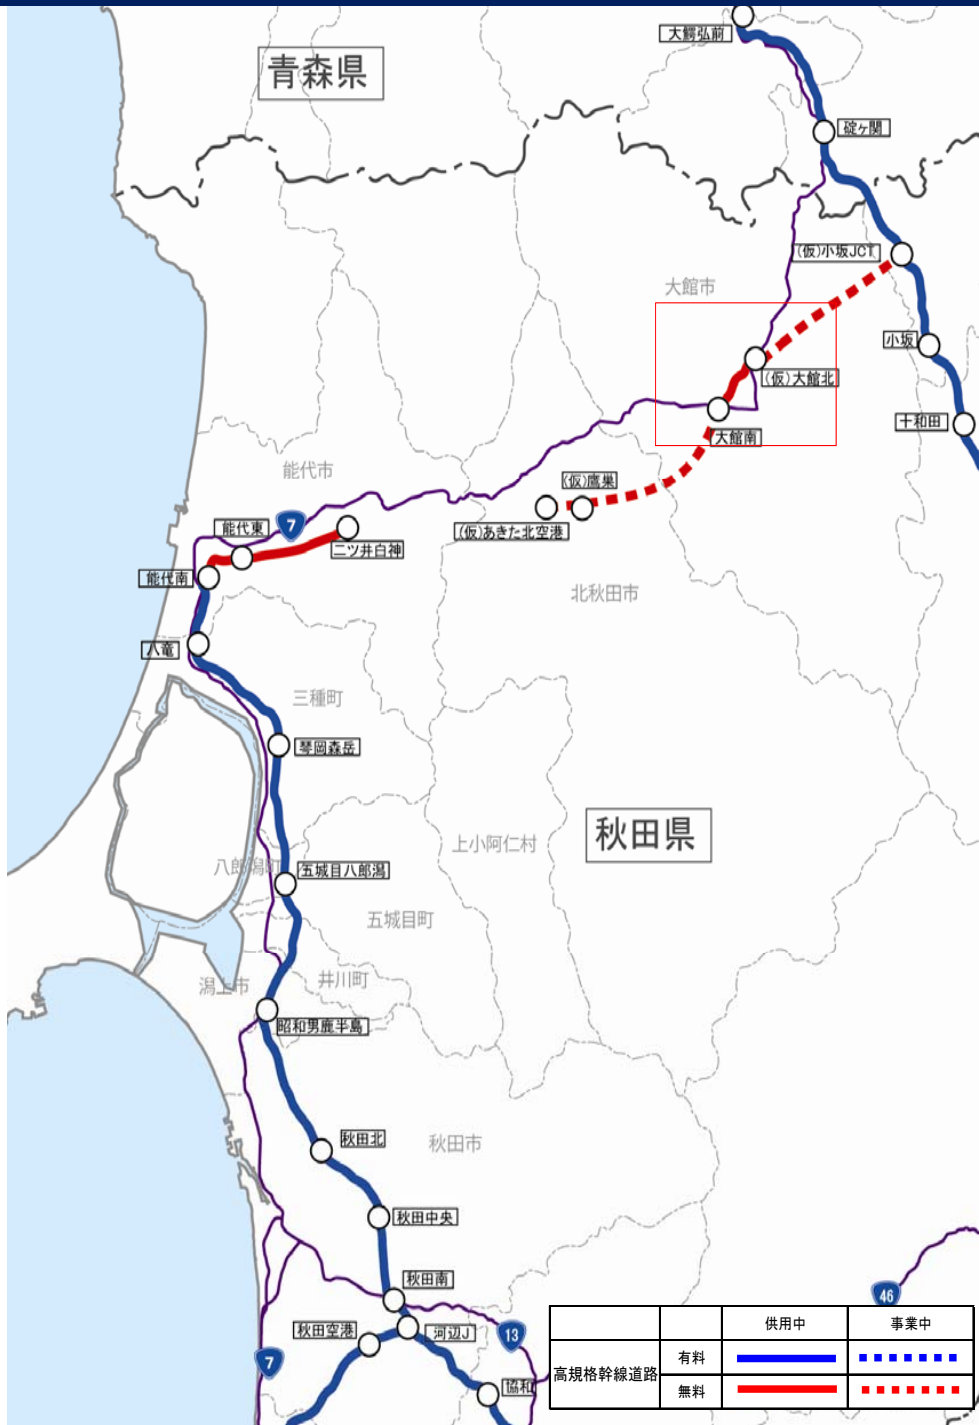 大鰐弘前
青森県
碇ヶ関
(仮)小坂JCT
大館市
小坂
(仮)大館北
十和田
大館南
能代市
(仮)鷹巣
能代東
7
(仮)あきた北空港
二ツ井白神
能代南
北秋田市
八竜
三種町
琴岡森岳
秋田県
上小阿仁村
八郎潟町
五城目八郎潟
五城目町
井川町
潟上市
昭和男鹿半島
秋田北
秋田市
秋田中央
秋田南
46
秋田空港
河辺J
13
7
協和
供用中 事業中
高規格幹線道路
有料
無料